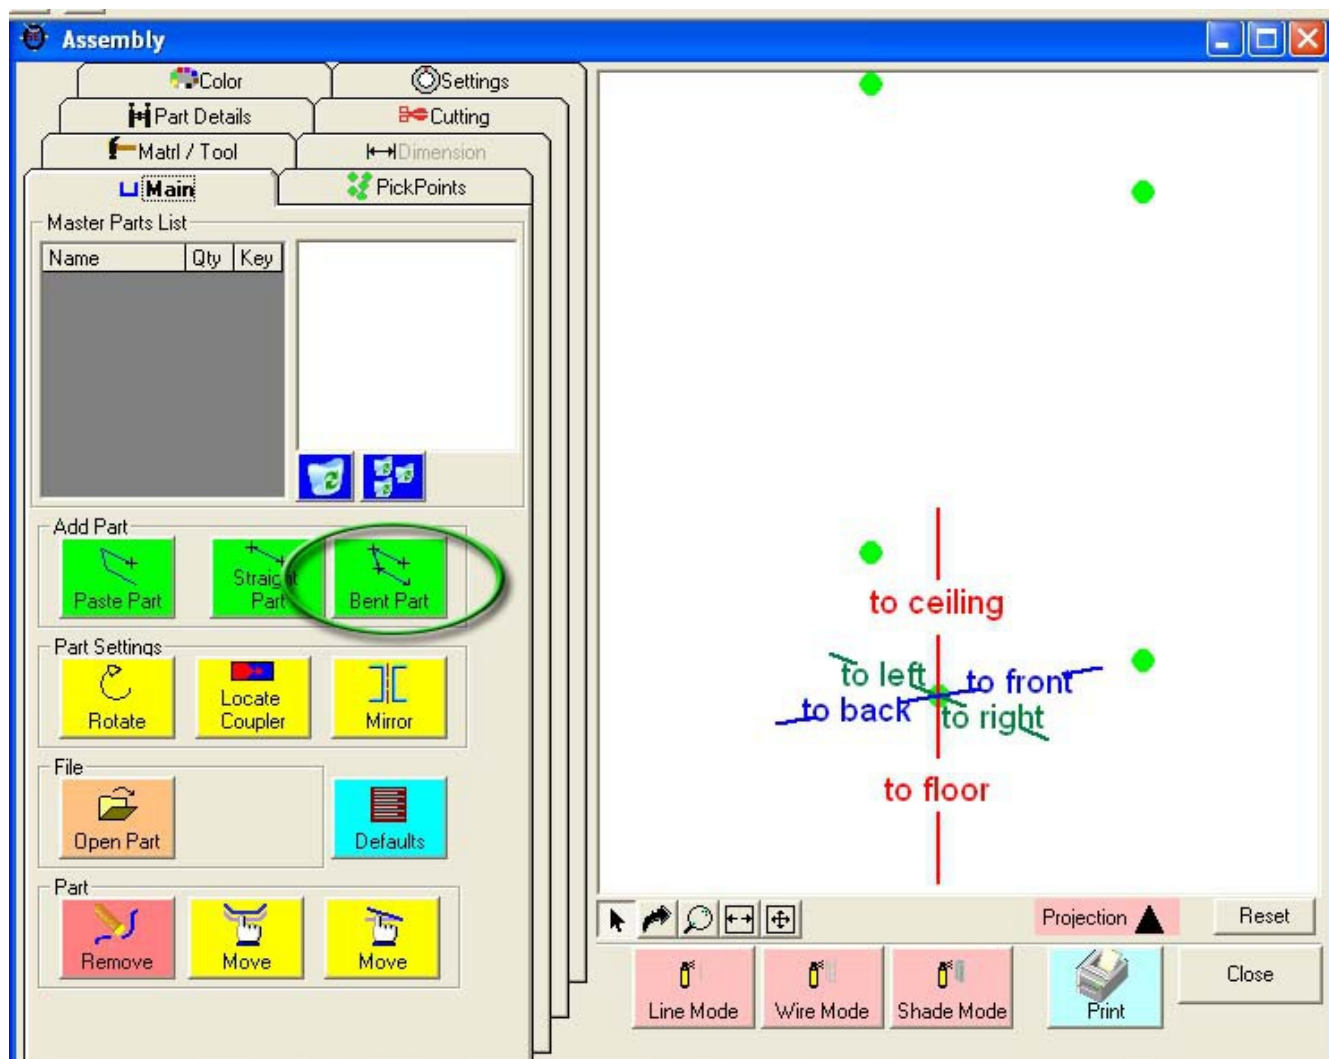 Assembly
Color
Settings
Part Details
Cutting
Matrl / Tool
Dimension
Main
PickPoints
Master Parts List
Name Qty Key
Add Part
Paste Part
Straight
Part
Bent Part
Part Settings
Rotate
Locate
Coupler
Mirror
File
Open Part
Defaults
Part
Remove
Move
Move
to ceiling
to left
to front
to back
to right
to floor
Projection
Reset
Line Mode
Wire Mode
Shade Mode
Print
Close